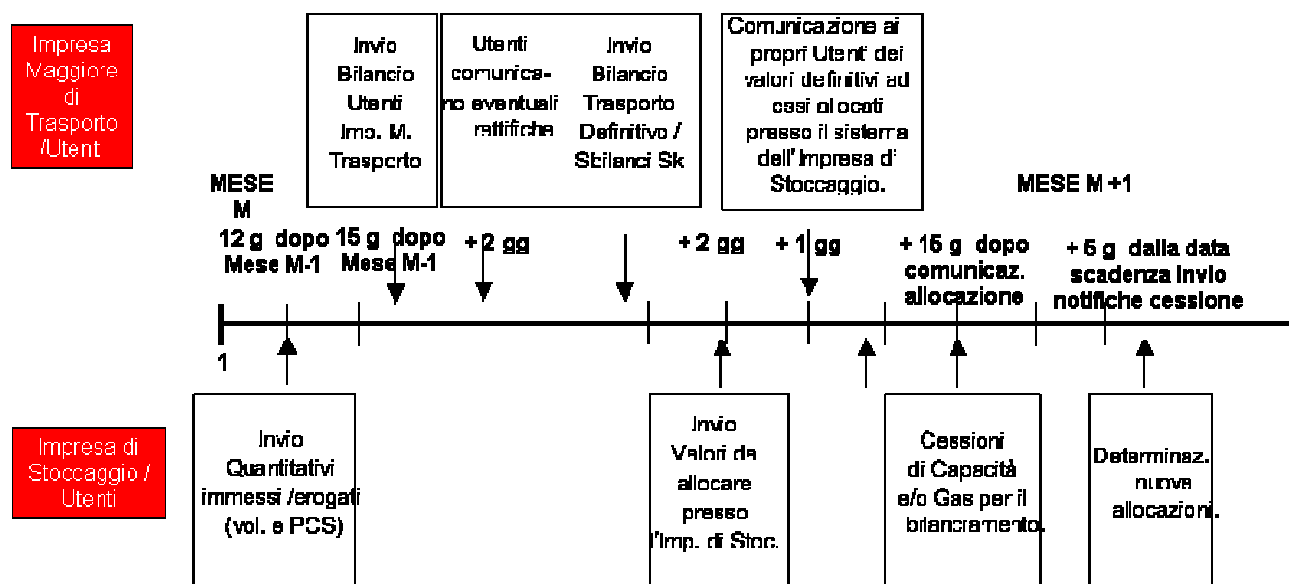 Impresa
Maggiore
di
Trasporto
/Utenti
Invio
Bilancio
Utenti
Imp. M.
Trasporto
Utenti
comunica-
no eventuali
rettifiche
Invio
Bilancio
Trasporto
Definitivo /
Sbilanci Sk
Comunicazione ai
propri Utenti dei
valori definitivi ad
essi allocati
presso il sistema
dell'Impresa di
Stoccaggio.
MESE
M
MESE M +1
12 g dopo
Mese M-1
15 g dopo
Mese M-1
+ 2 gg
+ 2 gg
+ 1 gg
+ 15 g dopo
comunicaz.
allocazione
+ 5 g dalla data
scadenza invio
notifiche cessione
1
Impresa di
Stoccaggio /
Utenti
Invio
Quantitativi
immessi /erogati
(vol. e PCS)
Invio
Valori da
allocare
presso
l'Imp. di Stoc.
Cessioni
di Capacità
e/o Gas per il
bilanciamento.
Determinaz.
nuove
allocazioni.